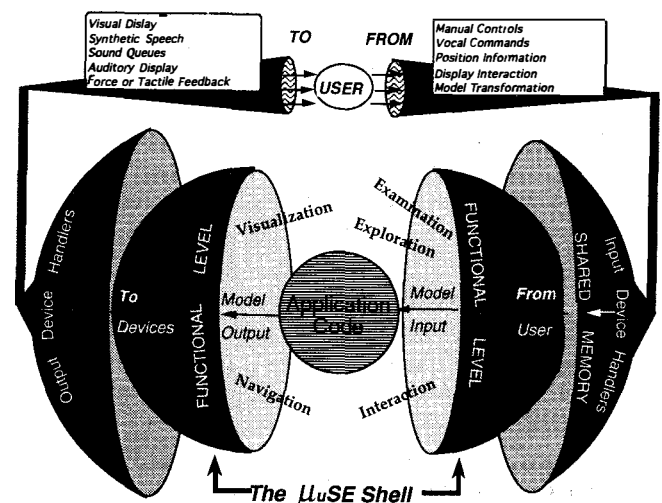 Visual Dislay
Synthetic Speech
Sound Queues
Auditory Display
Force or Tactile Feedback
TO
FROM
USER
Manual Controls
Vocal Commands
Position Information
Display Interaction
Model Transformation
Output Device Handlers
To
Devices
FUNCTIONAL LEVEL
Visualization
Model
Output
Navigation
Application
Code
Examination
Exploration
Model
Input
Interaction
FUNCTIONAL LEVEL
From
User
SHARED MEMORY
Input Device Handlers
The μuSE Shell